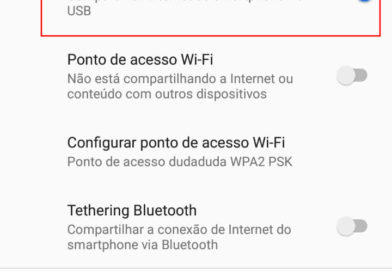 USB
Ponto de acesso Wi-Fi
Não está compartilhando a Internet ou
conteúdo com outros dispositivos
Configurar ponto de acesso Wi-Fi
Ponto de acesso dudaduda WPA2 PSK
Tethering Bluetooth
Compartilhar a conexão de Internet do
smartphone via Bluetooth